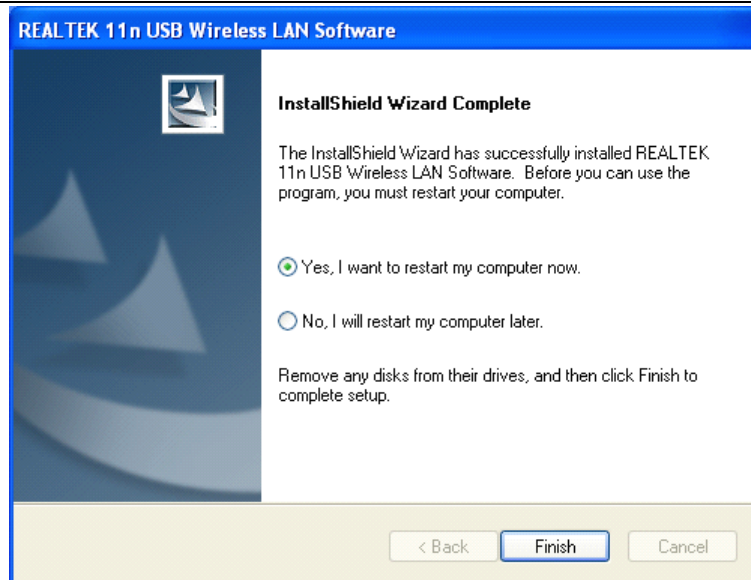 REALTEK 11n USB Wireless LAN Software
InstallShield Wizard Complete
The InstallShield Wizard has successfully installed REALTEK
11n USB Wireless LAN Software. Before you can use the
program, you must restart your computer.
Yes, I want to restart my computer now.
No, I will restart my computer later.
Remove any disks from their drives, and then click Finish to
complete setup.
< Back Finish Cancel